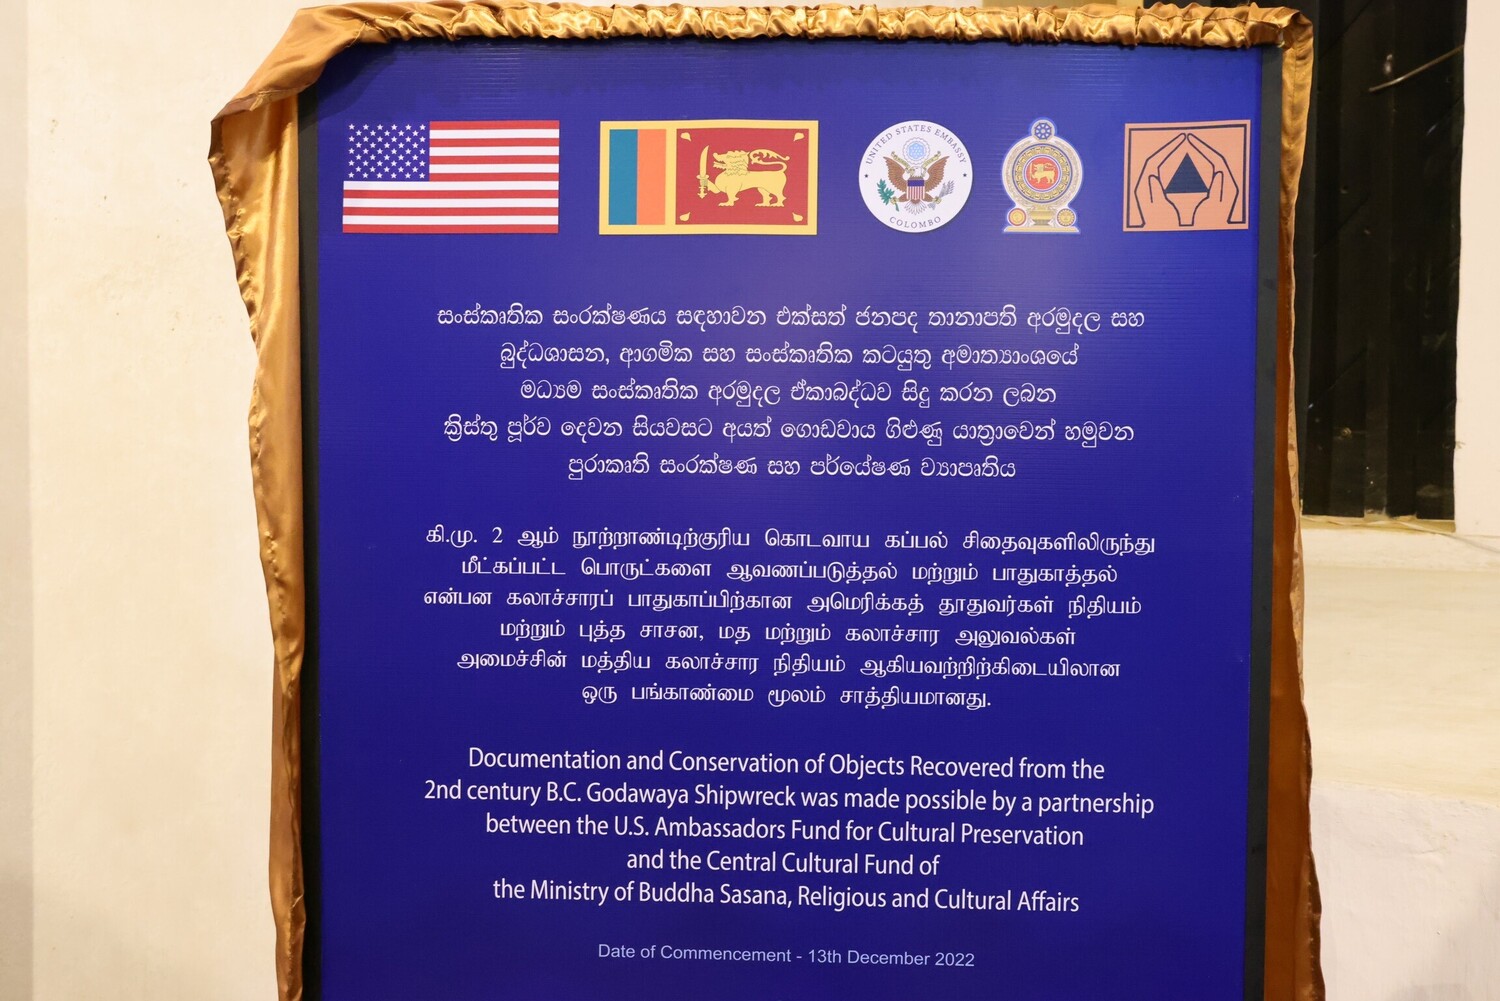 UNITED STATES EMBASSY
COLOMBO
සංස්කෘතික සංරක්ෂණය සඳහාවන එක්සත් ජනපද තානාපති අරමුදල සහ
බුද්ධශාසන, ආගමික සහ සංස්කෘතික කටයුතු අමාත්‍යාංශයේ
මධ්‍යම සංස්කෘතික අරමුදල ඒකාබද්ධව සිදු කරන ලබන
ක්‍රිස්තු පූර්ව දෙවන සියවසට අයත් ගොඩවාය ගිළුණු යාත්‍රාවෙන් හමුවන
පුරාකෘති සංරක්ෂණ සහ පර්යේෂණ ව්‍යාපෘතිය
கி.மு. 2 ஆம் நூற்றாண்டிற்குரிய கொடவாய கப்பல் சிதைவுகளிலிருந்து
மீட்கப்பட்ட பொருட்களை ஆவணப்படுத்தல் மற்றும் பாதுகாத்தல்
என்பன கலாச்சாரப் பாதுகாப்பிற்கான அமெரிக்கத் தூதுவர்கள் நிதியம்
மற்றும் புத்த சாசன, மத மற்றும் கலாச்சார அலுவல்கள்
அமைச்சின் மத்திய கலாச்சார நிதியம் ஆகியவற்றிற்கிடையிலான
ஒரு பங்காண்மை மூலம் சாத்தியமானது.
Documentation and Conservation of Objects Recovered from the
2nd century B.C. Godawaya Shipwreck was made possible by a partnership
between the U.S. Ambassadors Fund for Cultural Preservation
and the Central Cultural Fund of
the Ministry of Buddha Sasana, Religious and Cultural Affairs
Date of Commencement - 13th December 2022